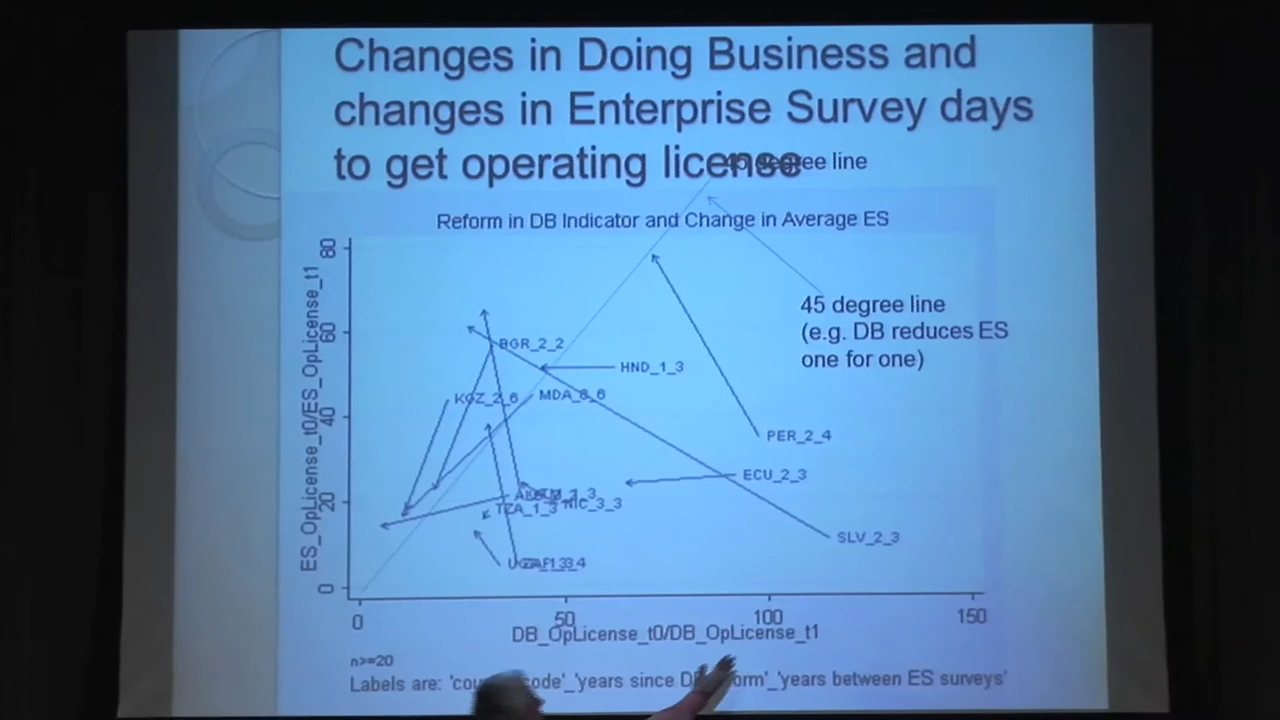 Changes in Doing Business and
changes in Enterprise Survey days
to get operating license
45 degree line
Reform in DB Indicator and Change in Average ES
45 degree line
(e.g. DB reduces ES
one for one)
ES_OpLicense_t0/ES_OpLicense_t1
80
60
40
20
0
BGR_2_2
HND_1_3
KGZ_2_6
MDA_6_6
PER_2_4
ECU_2_3
NIC_3_3
TZA_1_3
SLV_2_3
0
50
100
150
DB_OpLicense_t0/DB_OpLicense_t1
n>=20
Labels are: 'years since 'years between ES surveys'